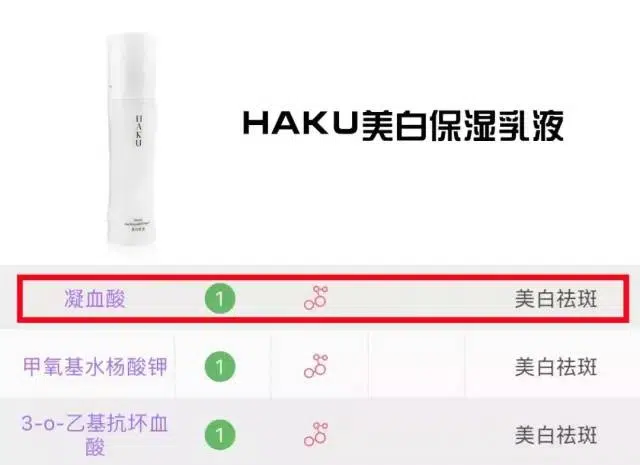 HAKU
HAKU美白保湿乳液
凝血酸 1 美白祛斑
甲氧基水杨酸钾 1 美白祛斑
3-o-乙基抗坏血
酸 1 美白祛斑